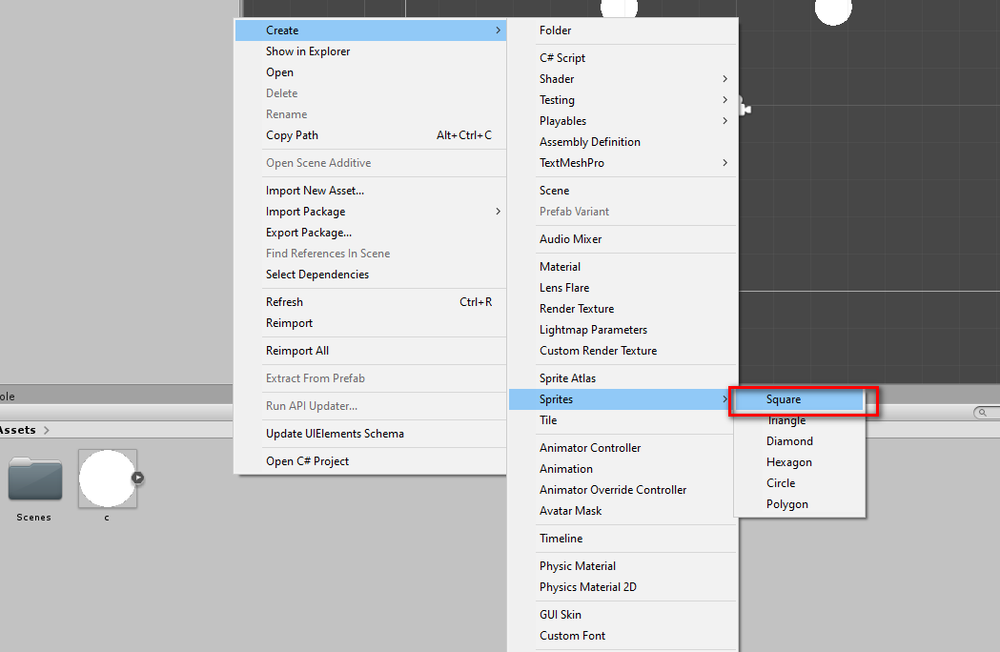 Create
Show in Explorer
Open
Delete
Rename
Copy Path Alt+Ctrl+C
Open Scene Additive
Import New Asset...
Import Package
Export Package...
Find References In Scene
Select Dependencies
Refresh Ctrl+R
Reimport
Reimport All
Extract From Prefab
Run API Updater...
Update UIElements Schema
Open C# Project
Folder
C# Script
Shader
Testing
Playables
Assembly Definition
TextMeshPro
Scene
Prefab Variant
Audio Mixer
Material
Lens Flare
Render Texture
Lightmap Parameters
Custom Render Texture
Sprite Atlas
Sprites
Tile
Animator Controller
Animation
Animator Override Controller
Avatar Mask
Timeline
Physic Material
Physics Material 2D
GUI Skin
Custom Font
Square
Triangle
Diamond
Hexagon
Circle
Polygon
ole
Assets
Scenes
c